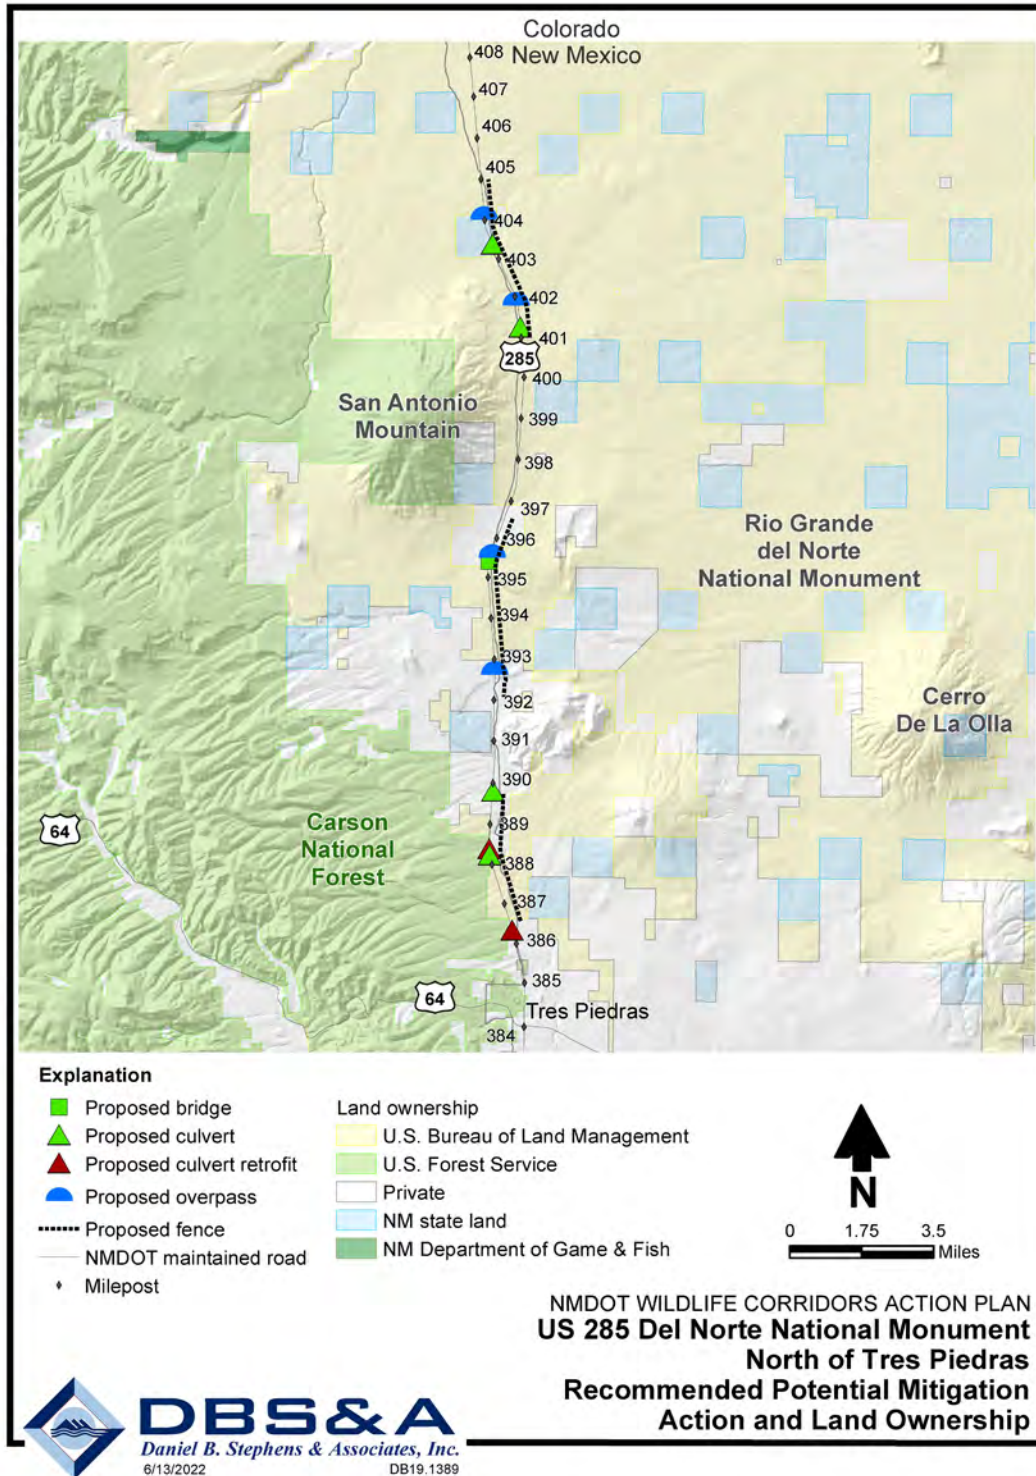 Colorado
New Mexico
408
407
406
405
404
403
402
401
285
400
399
San Antonio
Mountain
398
397
Rio Grande
del Norte
National Monument
396
395
394
393
392
Cerro
De La Olla
391
390
64
Carson
National
Forest
389
388
387
386
385
64
Tres Piedras
384
Explanation
Proposed bridge
Proposed culvert
Proposed culvert retrofit
Proposed overpass
Proposed fence
NMDOT maintained road
Milepost
Land ownership
U.S. Bureau of Land Management
U.S. Forest Service
Private
NM state land
NM Department of Game & Fish
N
0 1.75 3.5
Miles
NMDOT WILDLIFE CORRIDORS ACTION PLAN
US 285 Del Norte National Monument
North of Tres Piedras
Recommended Potential Mitigation
Action and Land Ownership
DBS&A
Daniel B. Stephens & Associates, Inc.
6/13/2022 DB19.1389